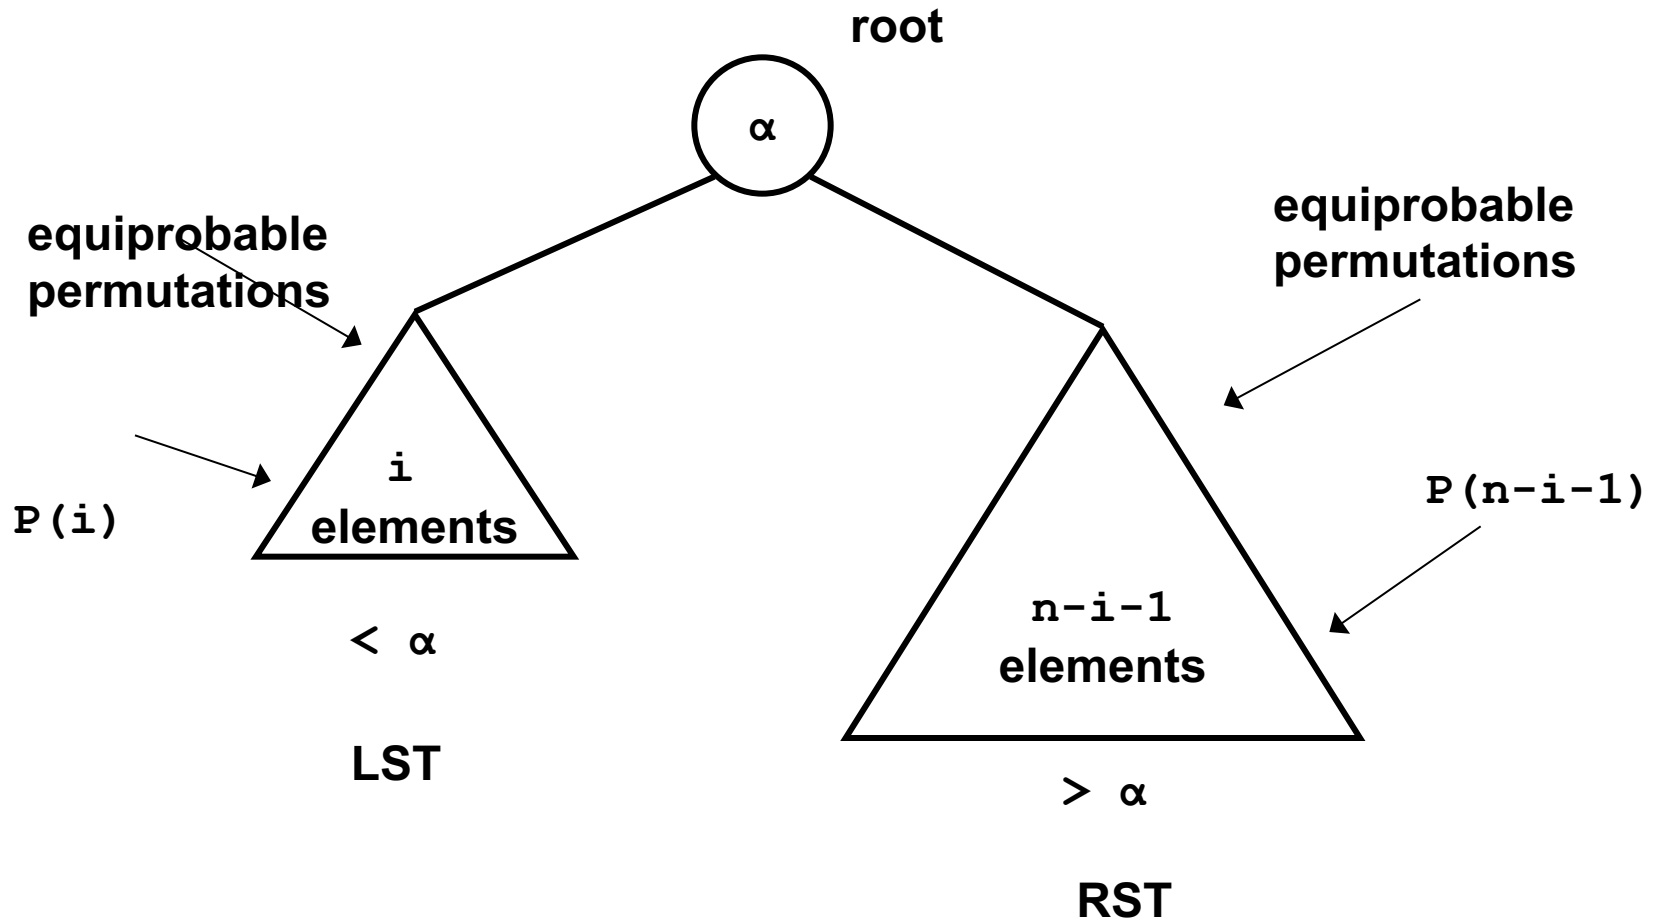 root
α
equiprobable
permutations
equiprobable
permutations
i
elements
P(i)
P(n-i-1)
n-i-1
elements
< α
LST
> α
RST